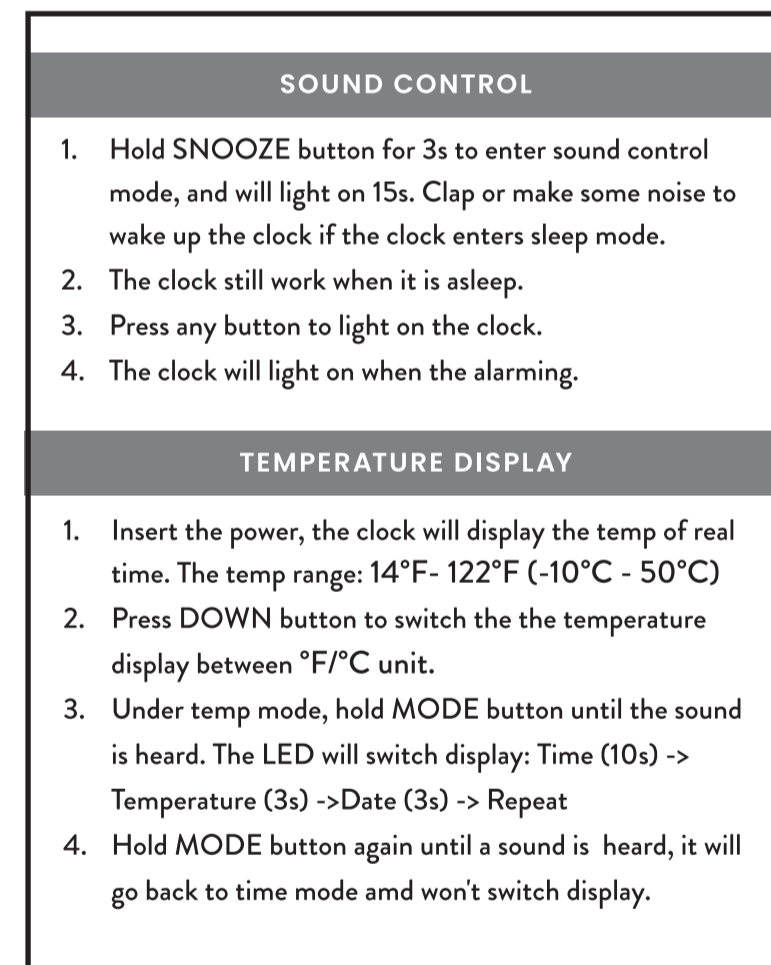 SOUND CONTROL
1. Hold SNOOZE button for 3s to enter sound control
mode, and will light on 15s. Clap or make some noise to
wake up the clock if the clock enters sleep mode.
2. The clock still work when it is asleep.
3. Press any button to light on the clock.
4. The clock will light on when the alarming.
TEMPERATURE DISPLAY
1. Insert the power, the clock will display the temp of real
time. The temp range: 14°F- 122°F (-10°C - 50°C)
2. Press DOWN button to switch the the temperature
display between °F/°C unit.
3. Under temp mode, hold MODE button until the sound
is heard. The LED will switch display: Time (10s) ->
Temperature (3s) ->Date (3s) -> Repeat
4. Hold MODE button again until a sound is  heard, it will
go back to time mode amd won't switch display.